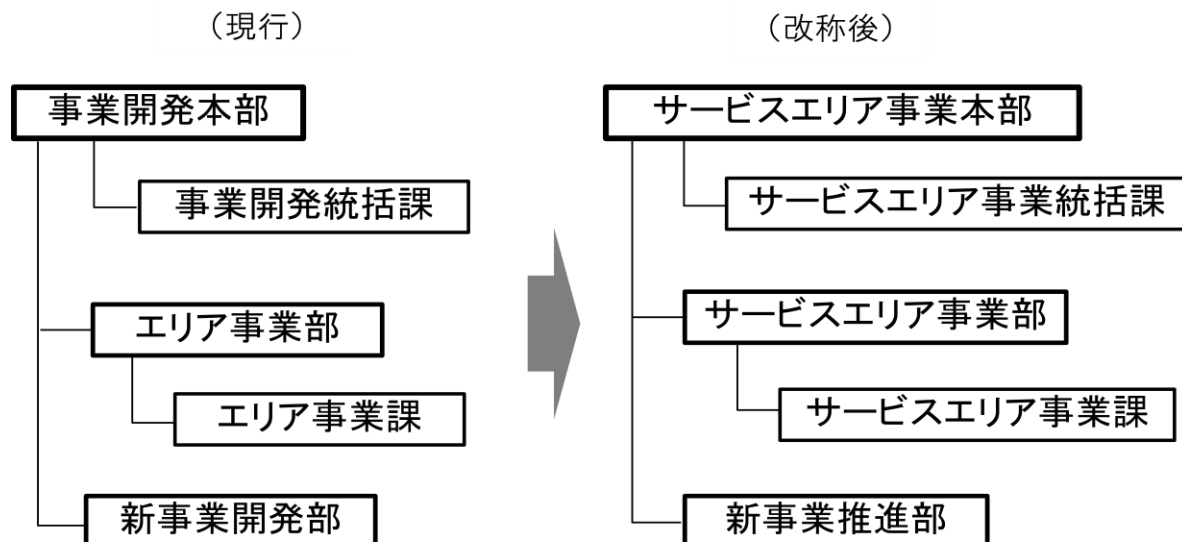 （現行）
事業開発本部
事業開発統括課
エリア事業部
エリア事業課
新事業開発部
（改称後）
サービスエリア事業本部
サービスエリア事業統括課
サービスエリア事業部
サービスエリア事業課
新事業推進部